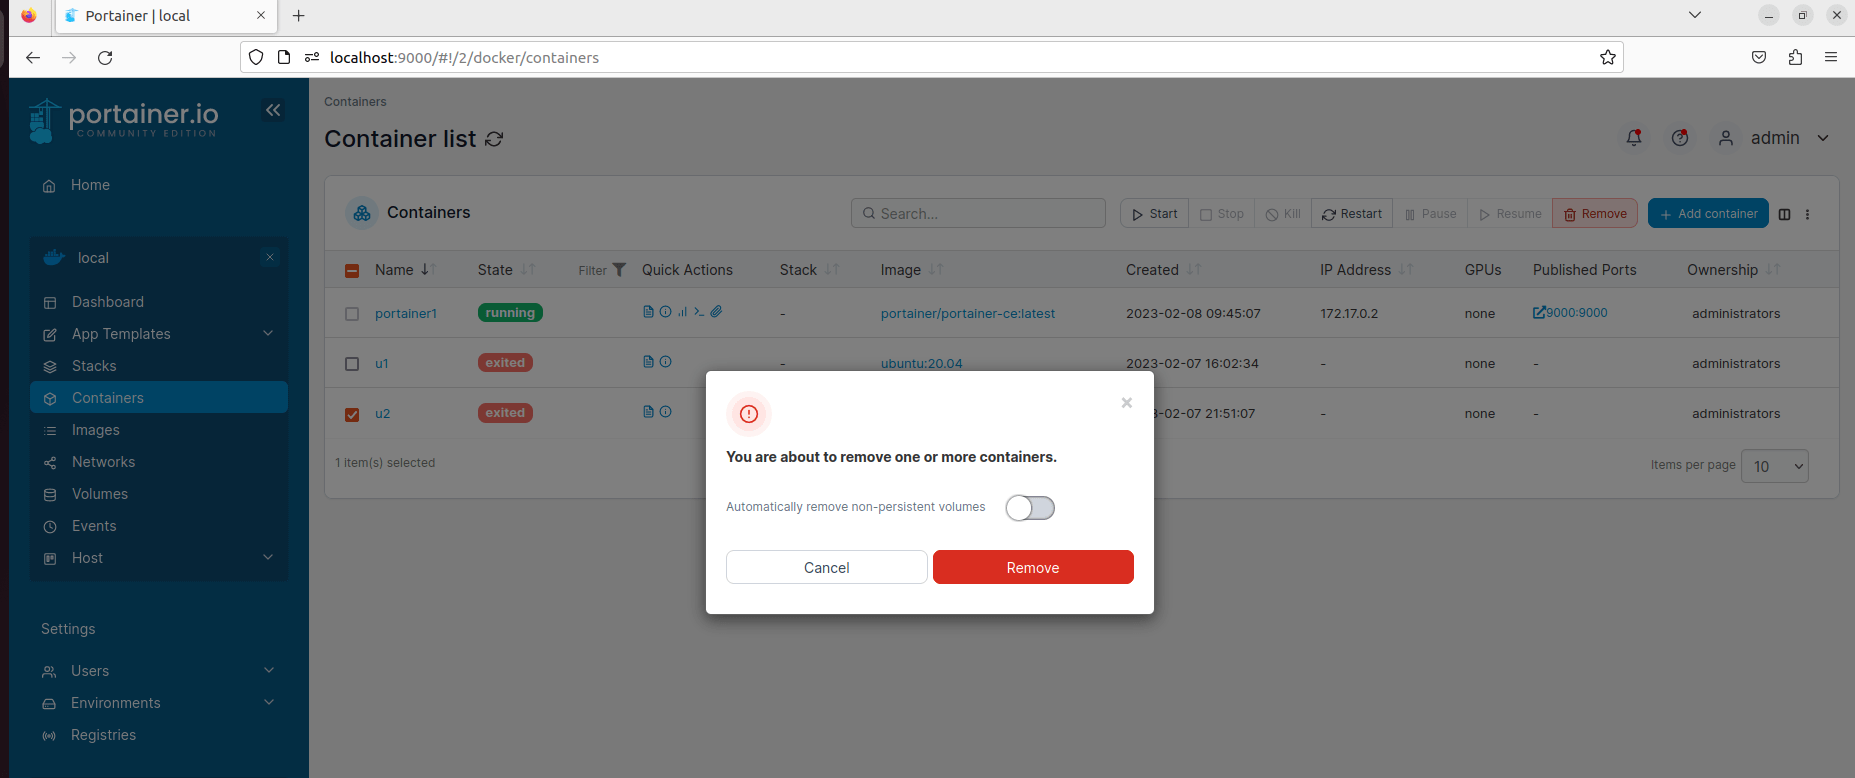 Portainer | local
localhost:9000/#!/2/docker/containers
portainer.io
COMMUNITY EDITION
Home
local
Dashboard
App Templates
Stacks
Containers
Images
Networks
Volumes
Events
Host
Settings
Users
Environments
Registries
Containers
Container list
admin
Containers
Search...
Start Stop Kill Restart Pause Resume Remove Add container
Name State Filter Quick Actions Stack Image Created IP Address GPUs Published Ports Ownership
portainer1 running - portainer/portainer-ce:latest 2023-02-08 09:45:07 172.17.0.2 none 9000:9000 administrators
u1 exited - ubuntu:20.04 2023-02-07 16:02:34 - none - administrators
u2 exited -02-07 21:51:07 - none - administrators
1 item(s) selected
Items per page 10
You are about to remove one or more containers.
Automatically remove non-persistent volumes
Cancel Remove